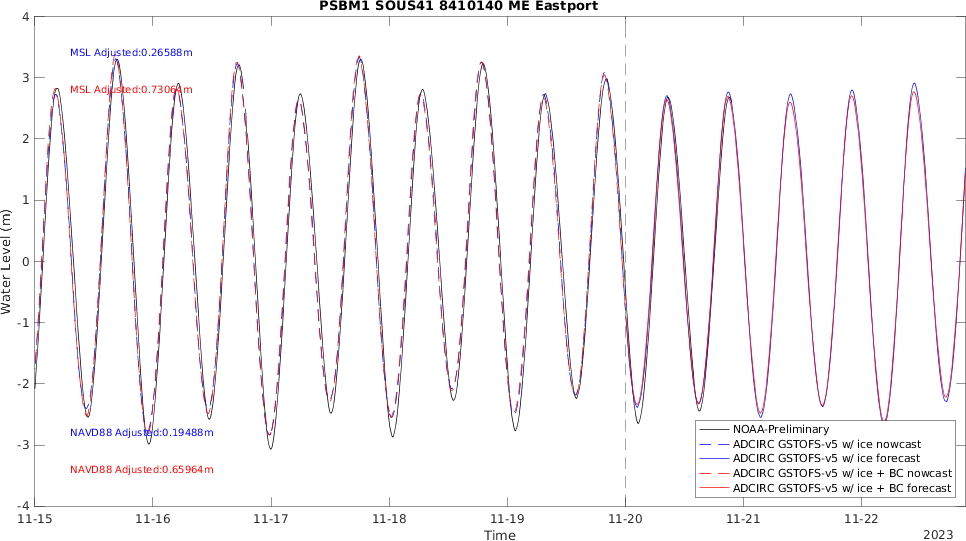 PSBM1 SOUS41 8410140 ME Eastport
4
3
2
1
0
-1
-2
-3
-4
Water Level (m)
MSL Adjusted:0.26588m
MSL Adjusted:0.73064m
NAVD88 Adjusted:0.19488m
NAVD88 Adjusted:0.65964m
NOAA-Preliminary
ADCIRC GSTOFS-v5 w/ ice nowcast
ADCIRC GSTOFS-v5 w/ ice forecast
ADCIRC GSTOFS-v5 w/ ice + BC nowcast
ADCIRC GSTOFS-v5 w/ ice + BC forecast
11-15 11-16 11-17 11-18 11-19 11-20 11-21 11-22
Time
2023